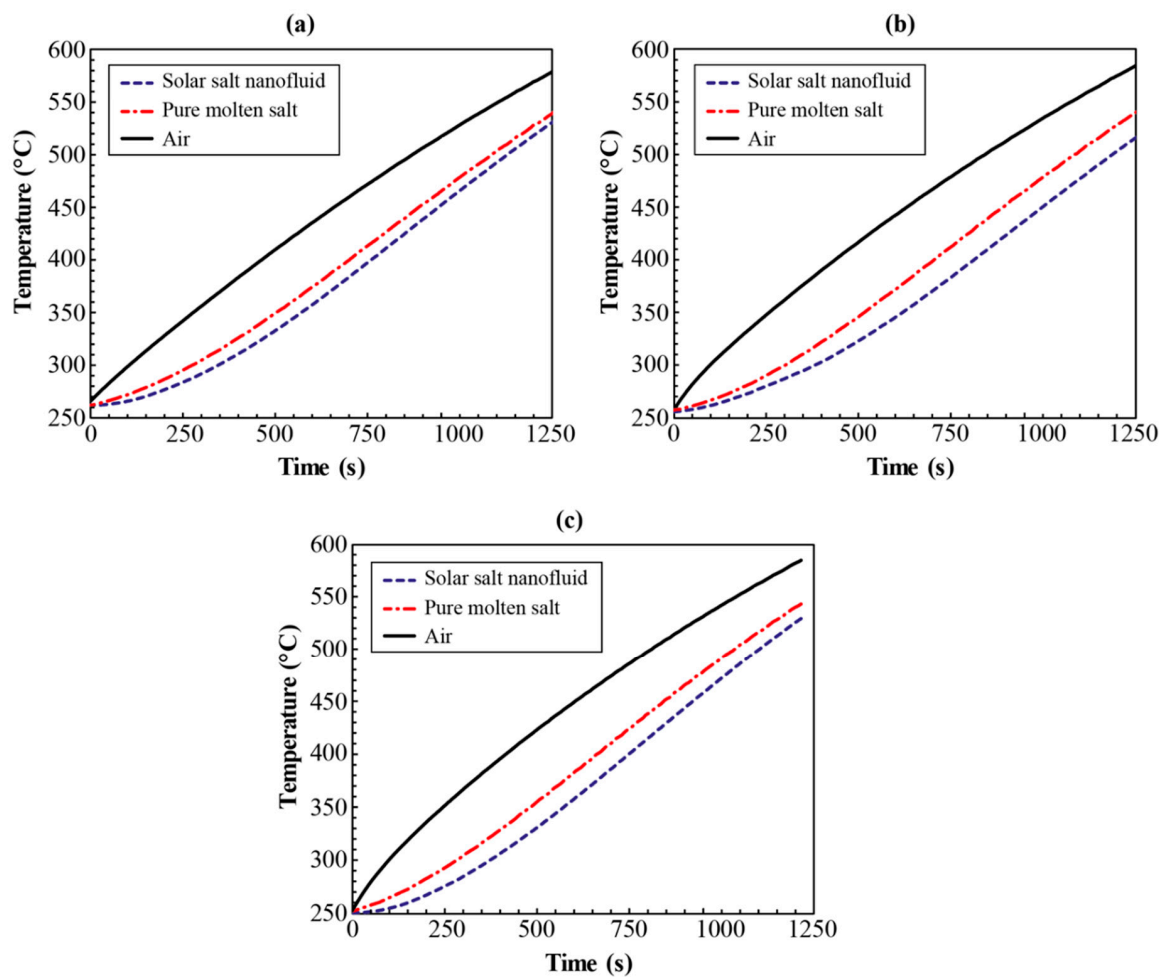 (a)
600
550
500
450
400
350
300
250
Temperature (°C)
Solar salt nanofluid
Pure molten salt
Air
0 250 500 750 1000 1250
Time (s)
(b)
600
550
500
450
400
350
300
250
Temperature (°C)
Solar salt nanofluid
Pure molten salt
Air
0 250 500 750 1000 1250
Time (s)
(c)
600
550
500
450
400
350
300
250
Temperature (°C)
Solar salt nanofluid
Pure molten salt
Air
0 250 500 750 1000 1250
Time (s)